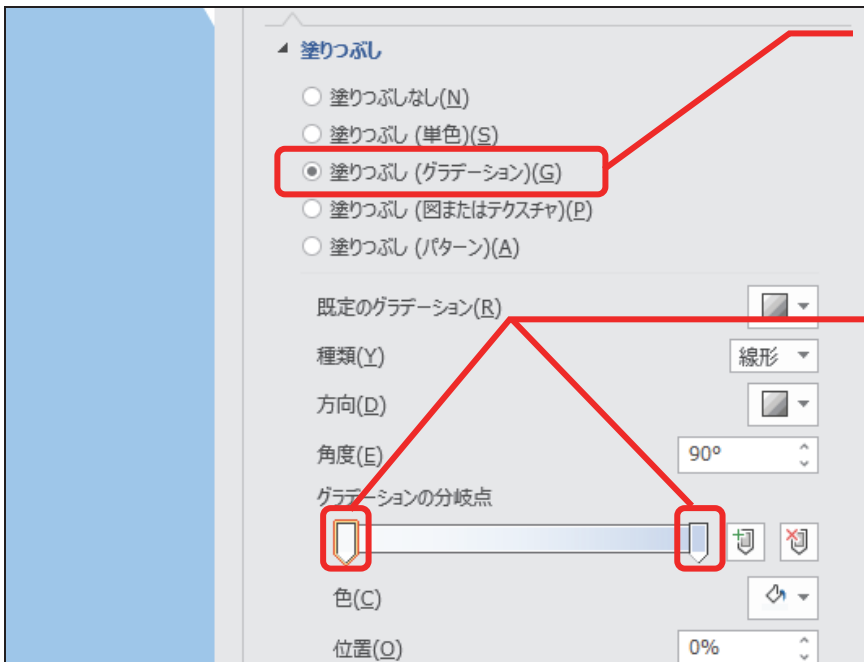 塗りつぶし
塗りつぶしなし(N)
塗りつぶし (単色)(S)
塗りつぶし (グラデーション)(G)
塗りつぶし (図またはテクスチャ)(P)
塗りつぶし (パターン)(A)
既定のグラデーション(R)
種類(Y) 線形
方向(D)
角度(E) 90°
グラデーションの分岐点
色(C)
位置(O) 0%